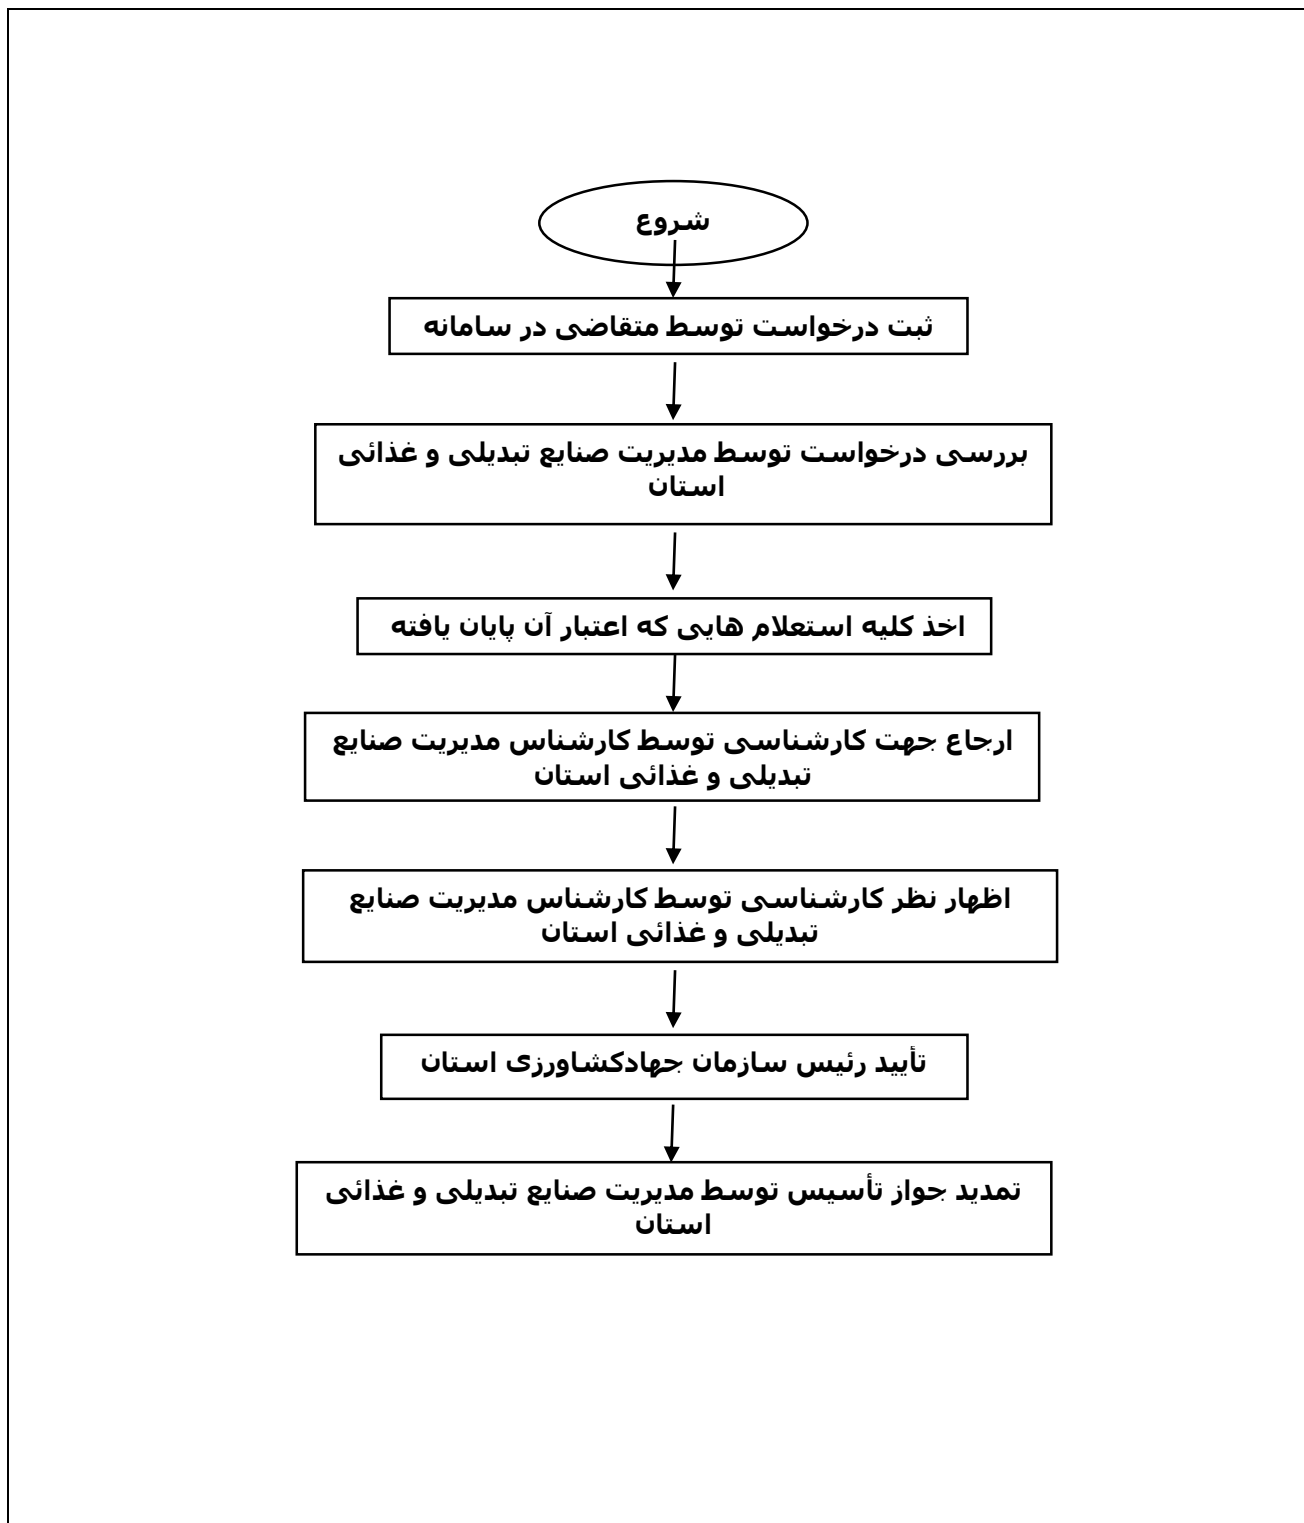 شروع
ثبت درخواست توسط متقاضی در سامانه
بررسی درخواست توسط مدیریت صنایع تبدیلی و غذائی
استان
اخذ کلیه استعلام هایی که اعتبار آن پایان یافته
ارجاع جهت کارشناسی توسط کارشناس مدیریت صنایع
تبدیلی و غذائی استان
اظهار نظر کارشناسی توسط کارشناس مدیریت صنایع
تبدیلی و غذائی استان
تأیید رئیس سازمان جهادکشاورزی استان
تمدید جواز تأسیس توسط مدیریت صنایع تبدیلی و غذائی
استان